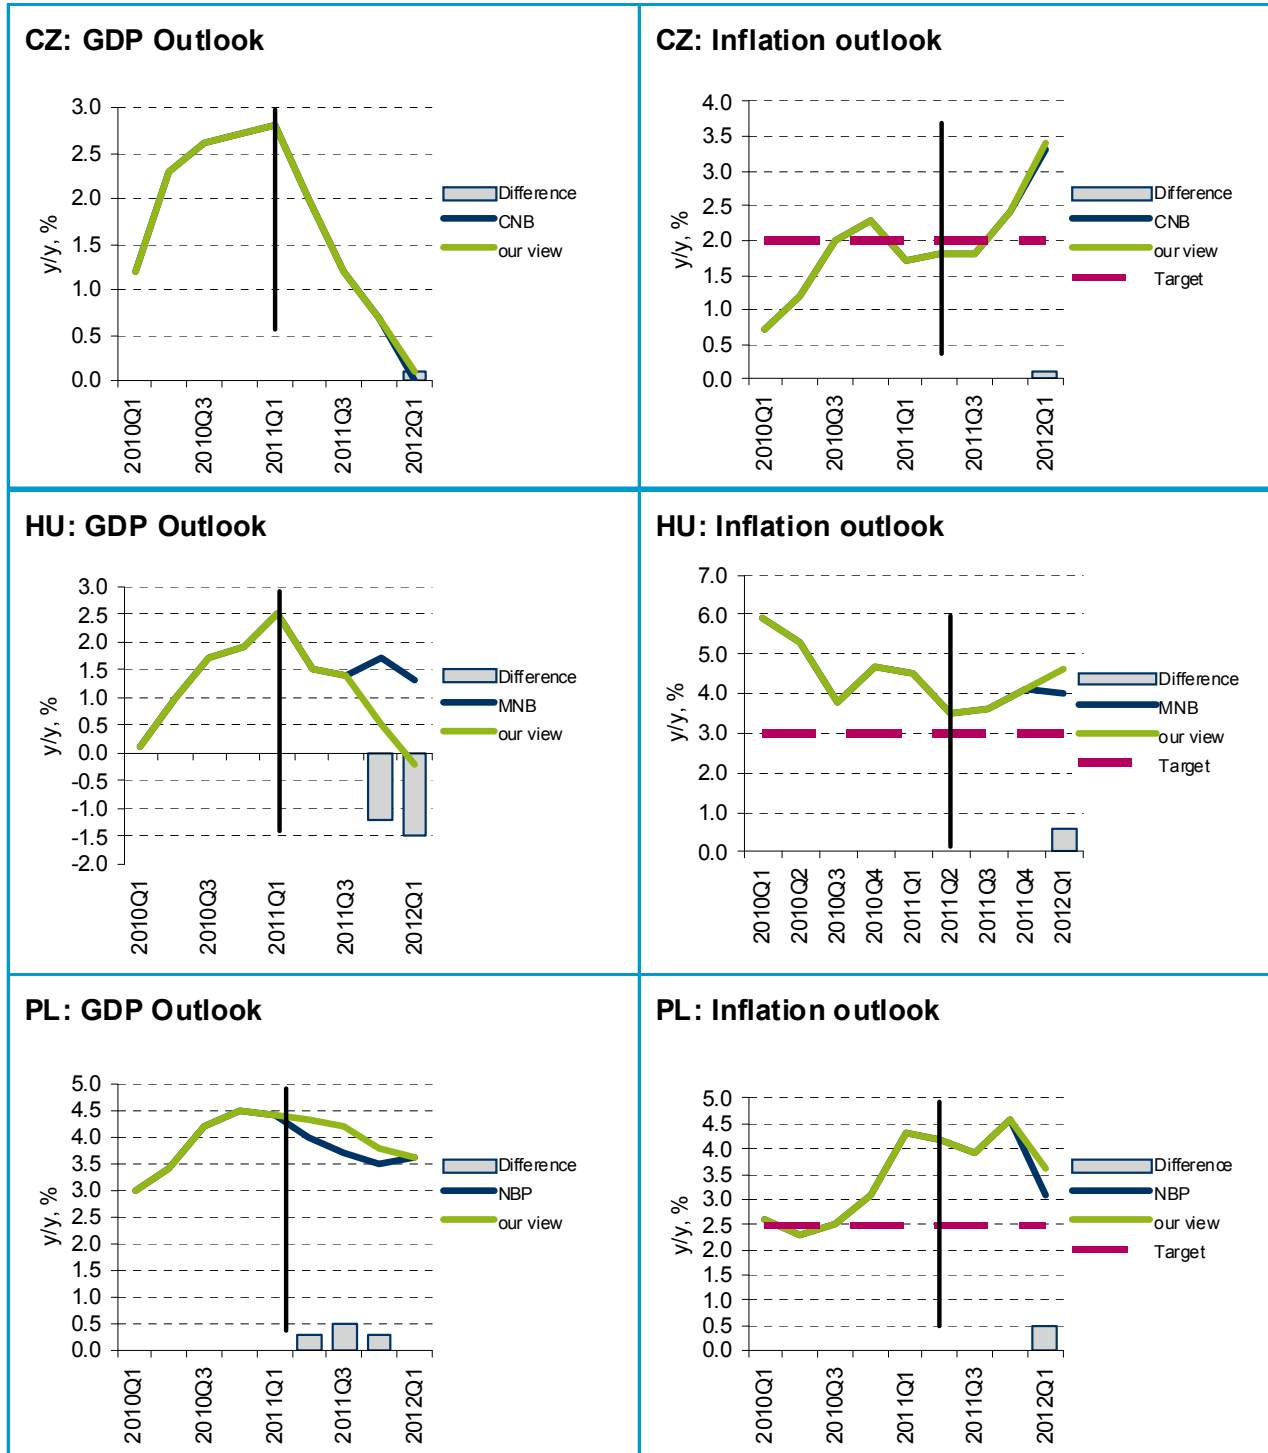 CZ: GDP Outlook
3.0
2.5
2.0
1.5
1.0
0.5
0.0
y/y, %
2010Q1
2010Q3
2011Q1
2011Q3
2012Q1
Difference
CNB
our view
CZ: Inflation outlook
4.0
3.5
3.0
2.5
2.0
1.5
1.0
0.5
0.0
y/y, %
2010Q1
2010Q3
2011Q1
2011Q3
2012Q1
Difference
CNB
our view
Target
HU: GDP Outlook
3.0
2.5
2.0
1.5
1.0
0.5
0.0
-0.5
-1.0
-1.5
-2.0
y/y, %
2010Q1
2010Q3
2011Q1
2011Q3
2012Q1
Difference
MNB
our view
HU: Inflation outlook
7.0
6.0
5.0
4.0
3.0
2.0
1.0
0.0
y/y, %
2010Q1
2010Q2
2010Q3
2010Q4
2011Q1
2011Q2
2011Q3
2011Q4
2012Q1
Difference
MNB
our view
Target
PL: GDP Outlook
5.0
4.5
4.0
3.5
3.0
2.5
2.0
1.5
1.0
0.5
0.0
y/y, %
2010Q1
2010Q3
2011Q1
2011Q3
2012Q1
Difference
NBP
our view
PL: Inflation outlook
5.0
4.5
4.0
3.5
3.0
2.5
2.0
1.5
1.0
0.5
0.0
y/y, %
2010Q1
2010Q3
2011Q1
2011Q3
2012Q1
Difference
NBP
our view
Target